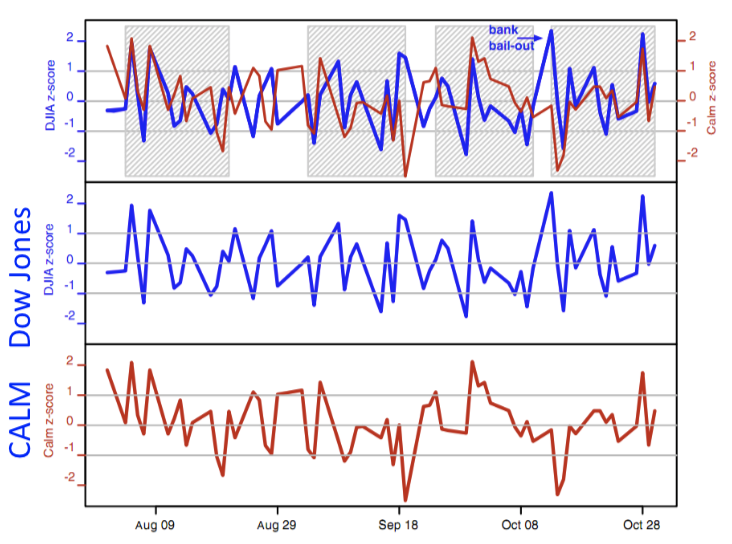 bank
bail-out
DJIA z-score
2
1
0
-1
-2
Calm z-score
2
1
0
-1
-2
Dow Jones
DJIA z-score
2
1
0
-1
-2
CALM
Calm z-score
2
1
0
-1
-2
Aug 09
Aug 29
Sep 18
Oct 08
Oct 28